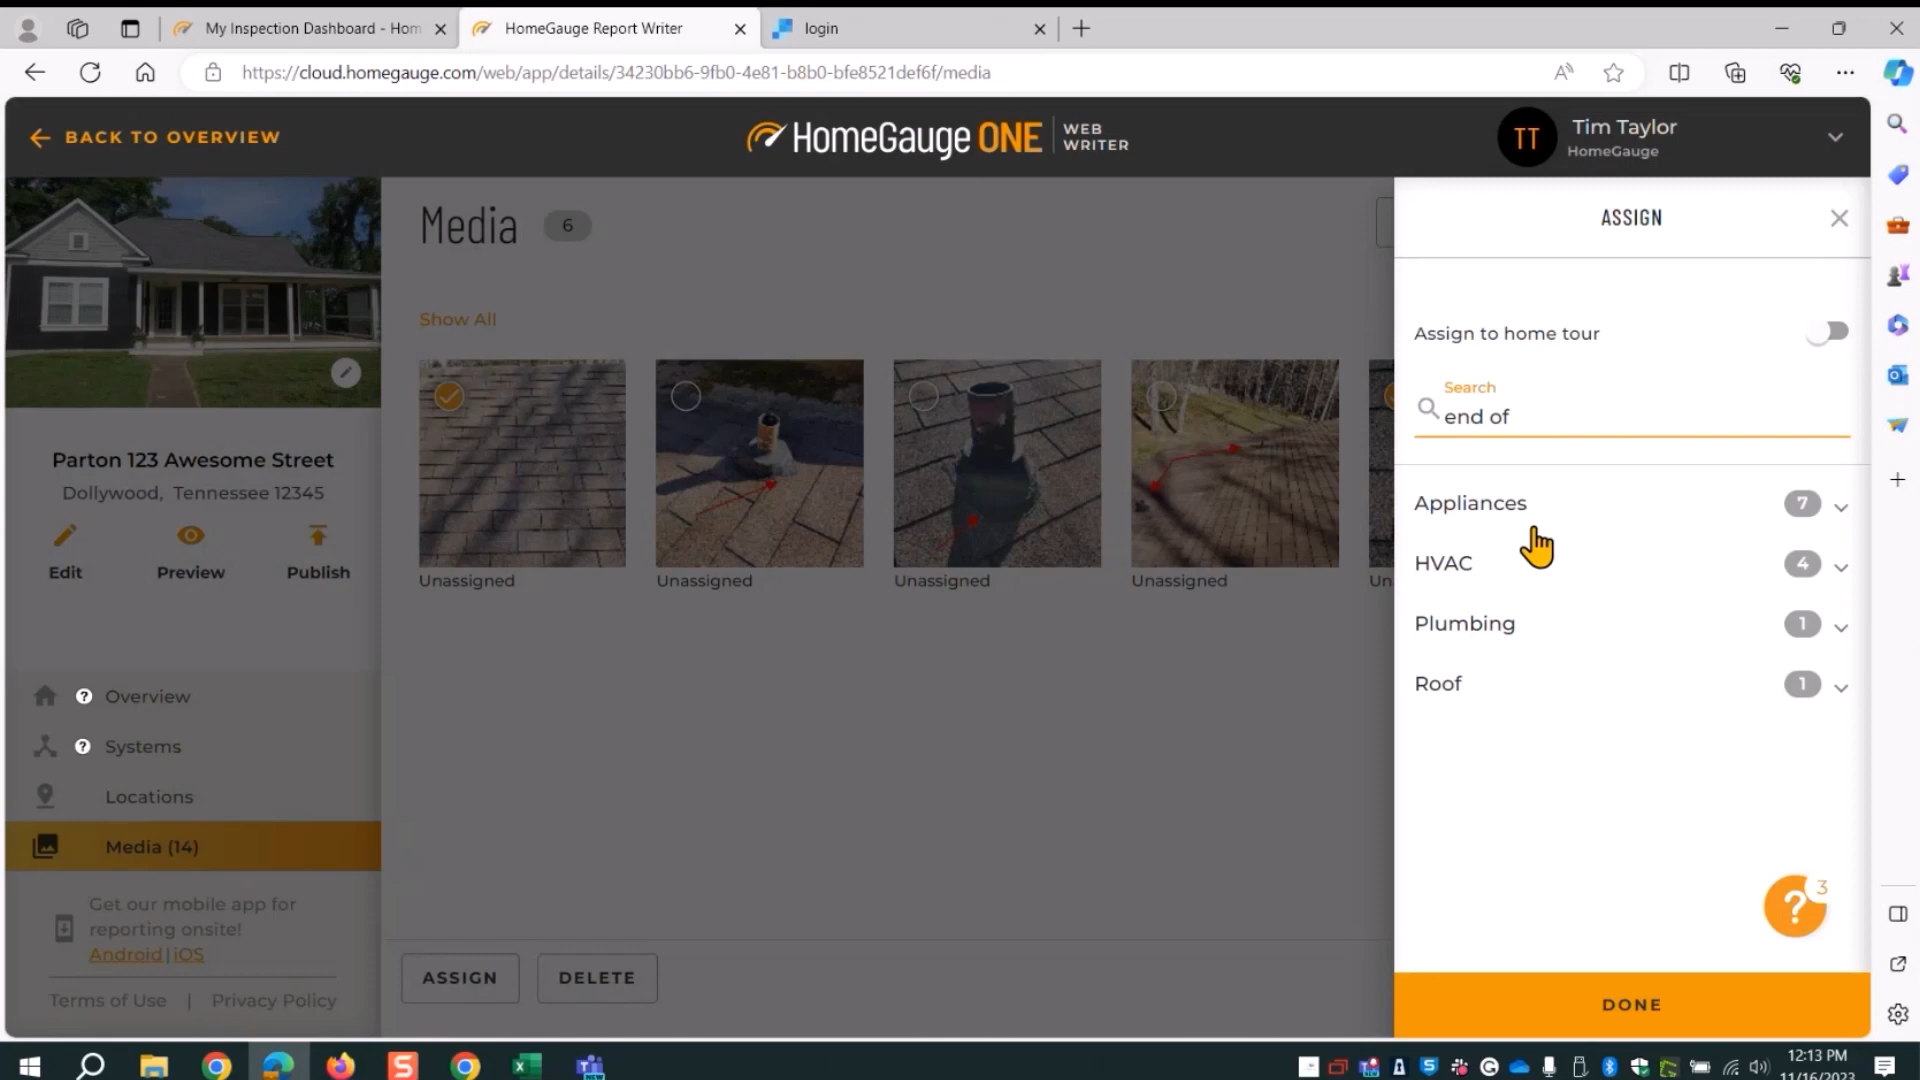 My Inspection Dashboard - Hom
HomeGauge Report Writer
login
https://cloud.homegauge.com/web/app/details/34230bb6-9fb0-4e81-b8b0-bfe8521def6f/media
BACK TO OVERVIEW
HomeGauge ONE
WEB
WRITER
TT
Tim Taylor
HomeGauge
Parton 123 Awesome Street
Dollywood, Tennessee 12345
Edit
Preview
Publish
? Overview
? Systems
Locations
Media (14)
Get our mobile app for
reporting onsite!
Android | iOS
Terms of Use | Privacy Policy
Media 6
Show All
Unassigned
Unassigned
Unassigned
Unassigned
Un
ASSIGN
DELETE
ASSIGN
Assign to home tour
Search
end of
Appliances 7
HVAC 4
Plumbing 1
Roof 1
? 3
DONE
12:13 PM
11/16/2023